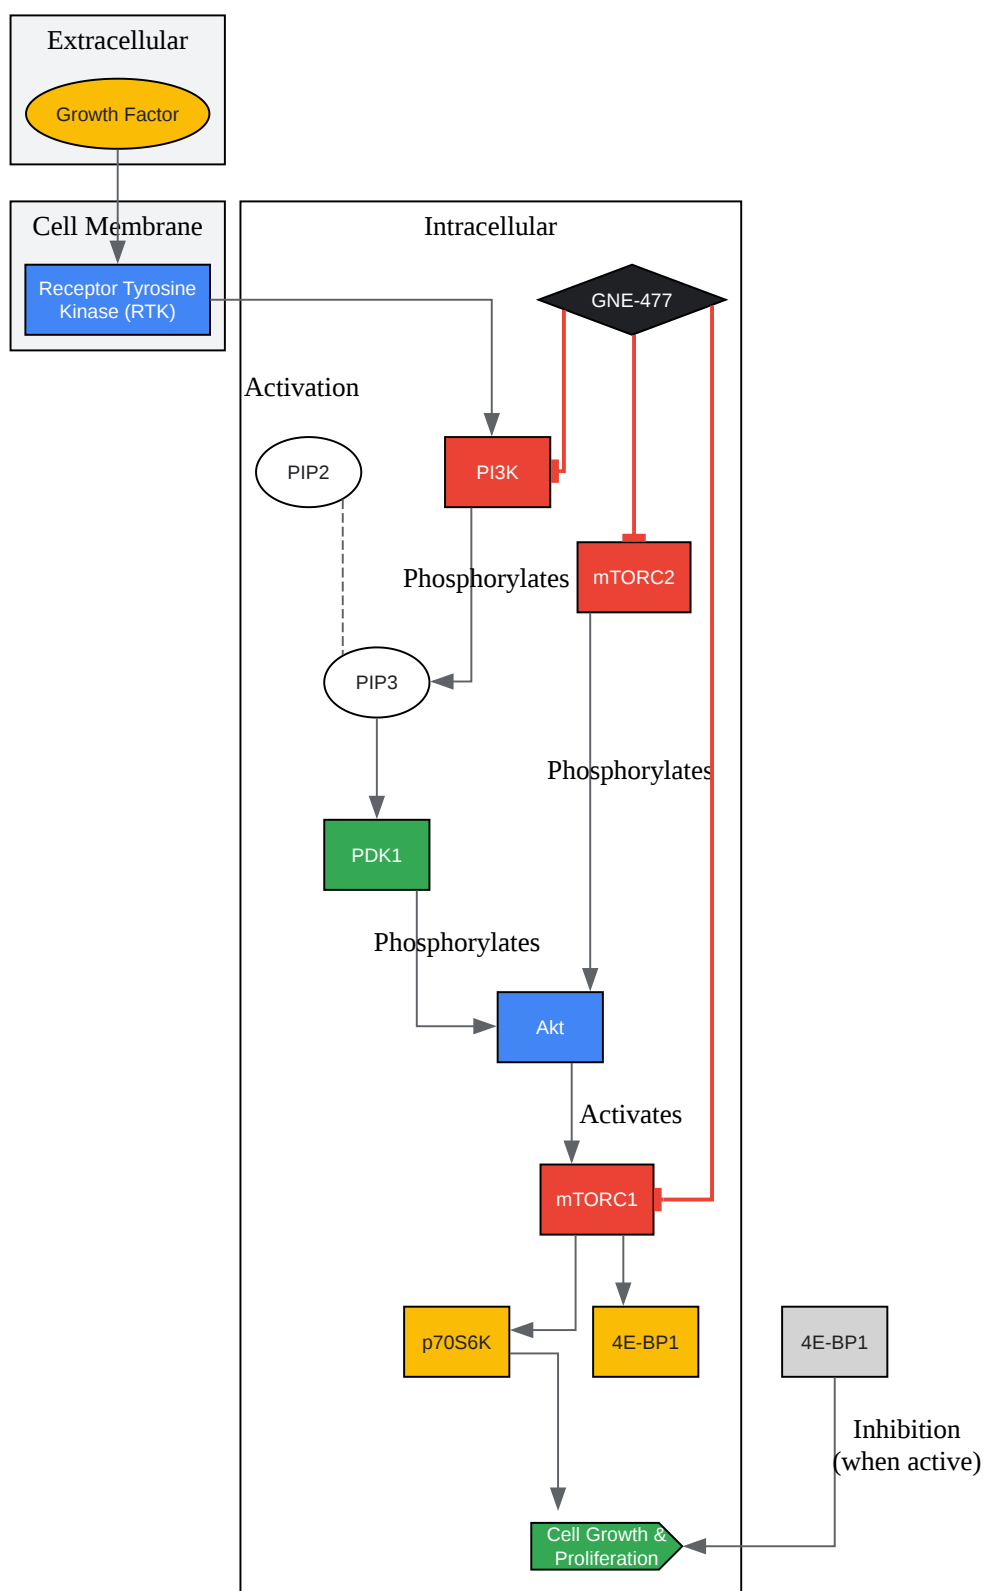 Extracellular
Growth Factor
Cell Membrane
Receptor Tyrosine
Kinase (RTK)
Intracellular
GNE-477
Activation
PIP2
PI3K
Phosphorylates
mTORC2
PIP3
Phosphorylates
PDK1
Phosphorylates
Akt
Activates
mTORC1
p70S6K
4E-BP1
4E-BP1
Inhibition
(when active)
Cell Growth &
Proliferation